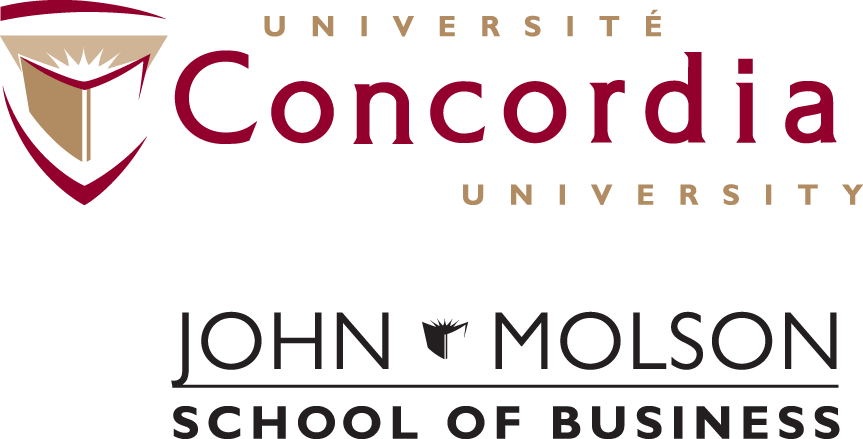 UNIVERSITÉ
Concordia
UNIVERSITY
JOHN MOLSON
SCHOOL OF BUSINESS